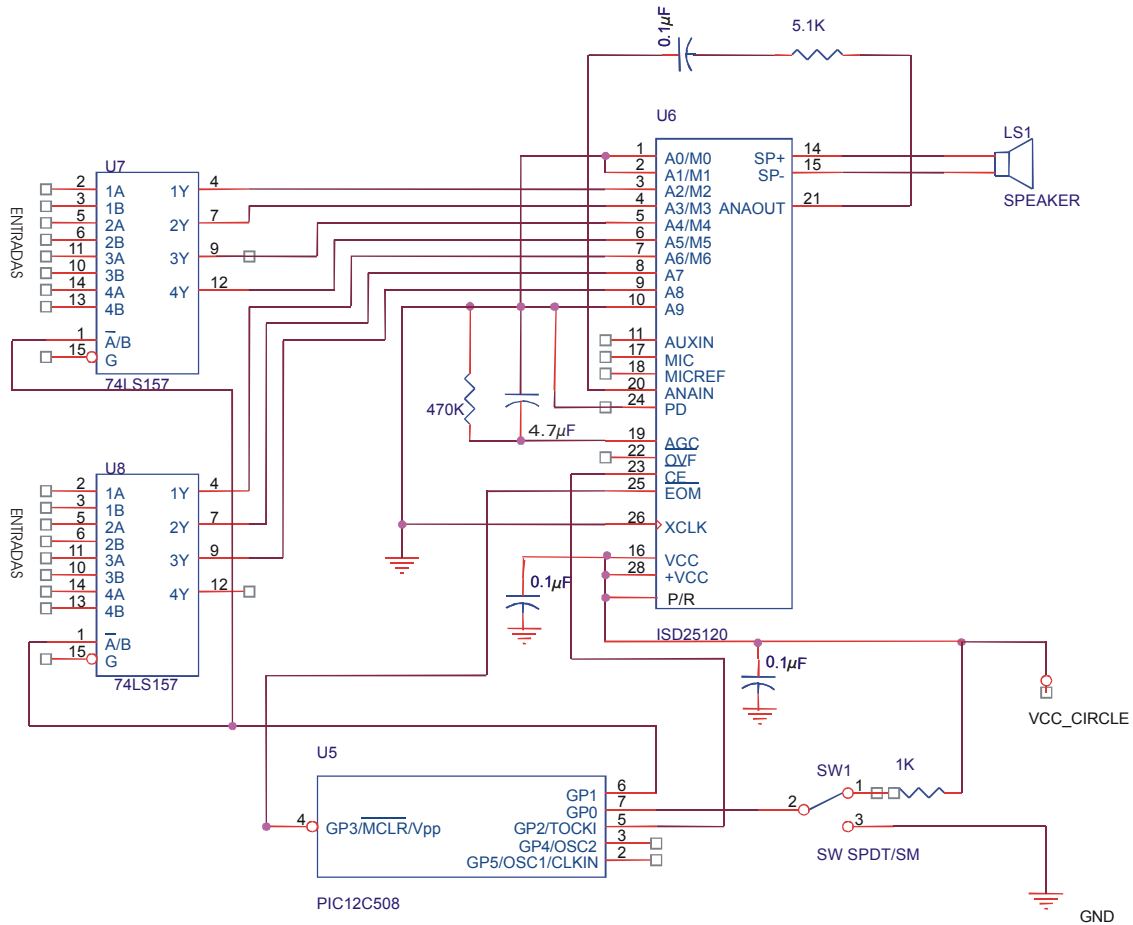 0.1µF
5.1K
U6
1 A0/M0
2 A1/M1
3 A2/M2
4 A3/M3
5 A4/M4
6 A5/M5
7 A6/M6
8 A7
9 A8
10 A9
11 AUXIN
17 MIC
18 MICREF
20 ANAIN
24 PD
19 AGC
22 OVF
23 CE
25 EOM
26 XCLK
16 VCC
28 +VCC
P/R
SP+ 14
SP- 15
ANAOUT 21
ISD25120
LS1
SPEAKER
U7
ENTRADAS
2 1A
3 1B
5 2A
6 2B
11 3A
10 3B
14 4A
13 4B
1 A/B
15 G
1Y 4
2Y 7
3Y 9
4Y 12
74LS157
470K
4.7µF
U8
ENTRADAS
2 1A
3 1B
5 2A
6 2B
11 3A
10 3B
14 4A
13 4B
1 A/B
15 G
1Y 4
2Y 7
3Y 9
4Y 12
74LS157
0.1µF
0.1µF
VCC_CIRCLE
U5
4 GP3/MCLR/Vpp
GP1 6
GP0 7
GP2/TOCKI 5
GP4/OSC2 3
GP5/OSC1/CLKIN 2
PIC12C508
SW1
1K
2
1
3
SW SPDT/SM
GND